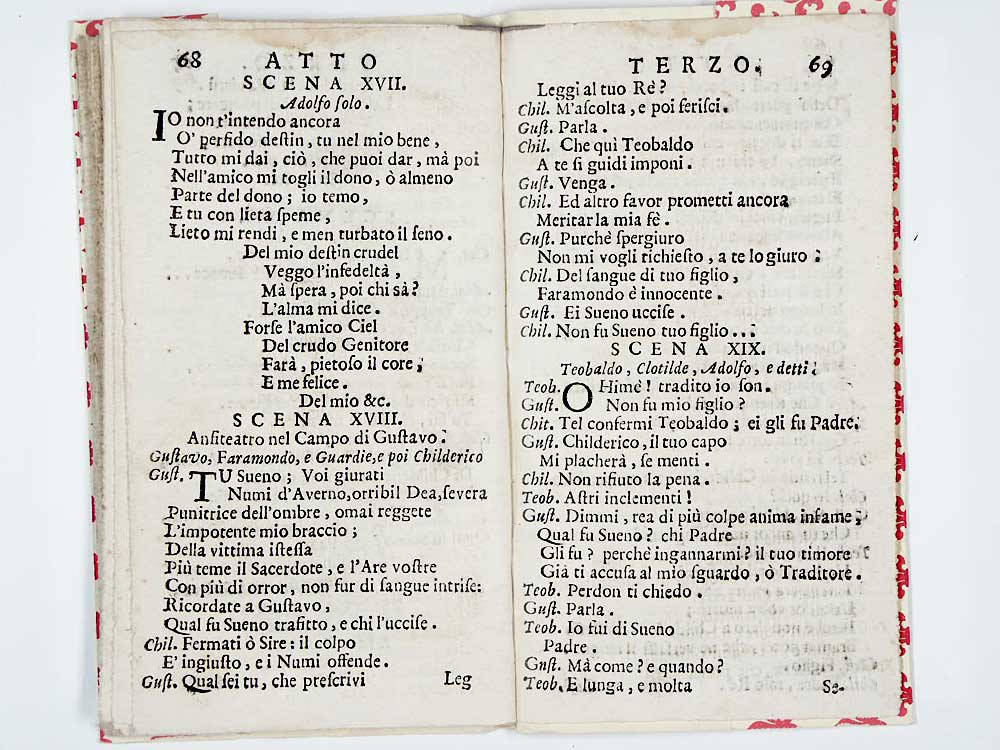 68 ATTO
SCENA XVII.
Adolfo ſolo.
IO non t'intendo ancora
O' perfido deſtin, tu nel mio bene,
Tutto mi dai, ciò, che puoi dar, mà poi
Nell'amico mi togli il dono, ò almeno
Parte del dono; io temo,
E tu con lieta ſpeme,
Lieto mi rendi, e men turbato il ſeno.
Del mio deſtin crudel
Veggo l'infedeltà,
Mà ſpera, poi chi sà?
L'alma mi dice.
Forſe l'amico Ciel
Del crudo Genitore
Farà, pietoſo il core;
E me felice.
Del mio &c.
SCENA XVIII.
Anfiteatro nel Campo di Guſtavo.
Guſtavo, Faramondo, e Guardie, e poi Childerico
Guſt. TU Sueno; Voi giurati
Numi d'Averno, orribil Dea, ſevera
Punitrice dell'ombre, omai reggete
L'impotente mio braccio;
Della vittima iſteſſa
Più teme il Sacerdote, e l'Are voſtre
Con più di orror, non fur di ſangue intriſe:
Ricordate a Guſtavo,
Qual fu Sueno trafitto, e chi l'ucciſe.
Chil. Fermati ò Sire: il colpo
E' ingiuſto, e i Numi offende.
Guſt. Qual ſei tu, che preſcrivi
Leg
TERZO. 69
Leggi al tuo Rè?
Chil. M'aſcolta, e poi feriſci.
Guſt. Parla.
Chil. Che quì Teobaldo
A te ſi guidi imponi.
Guſt. Venga.
Chil. Ed altro favor prometti ancora
Meritar la mia fè.
Guſt. Purchè ſpergiuro
Non mi vogli richieſto, a te lo giuro:
Chil. Del ſangue di tuo figlio,
Faramondo è innocente.
Guſt. Ei Sueno ucciſe.
Chil. Non fu Sueno tuo figlio...
SCENA XIX.
Teobaldo, Clotilde, Adolfo, e detti.
Teob. OHimè! tradito io ſon.
Guſt. Non fu mio figlio?
Chit. Tel confermi Teobaldo; ei gli fu Padre.
Guſt. Childerico, il tuo capo
Mi placherà, ſe menti.
Chil. Non rifiuto la pena.
Teob. Aſtri inclementi!
Guſt. Dimmi, rea di più colpe anima infame;
Qual fu Sueno? chi Padre
Gli fu? perchè ingannarmi? il tuo timore
Già ti accuſa al mio ſguardo, ò Traditore.
Teob. Perdon ti chiedo.
Guſt. Parla.
Teob. Io fui di Sueno
Padre.
Guſt. Mà come? e quando?
Teob. E lunga, e molta
Se-